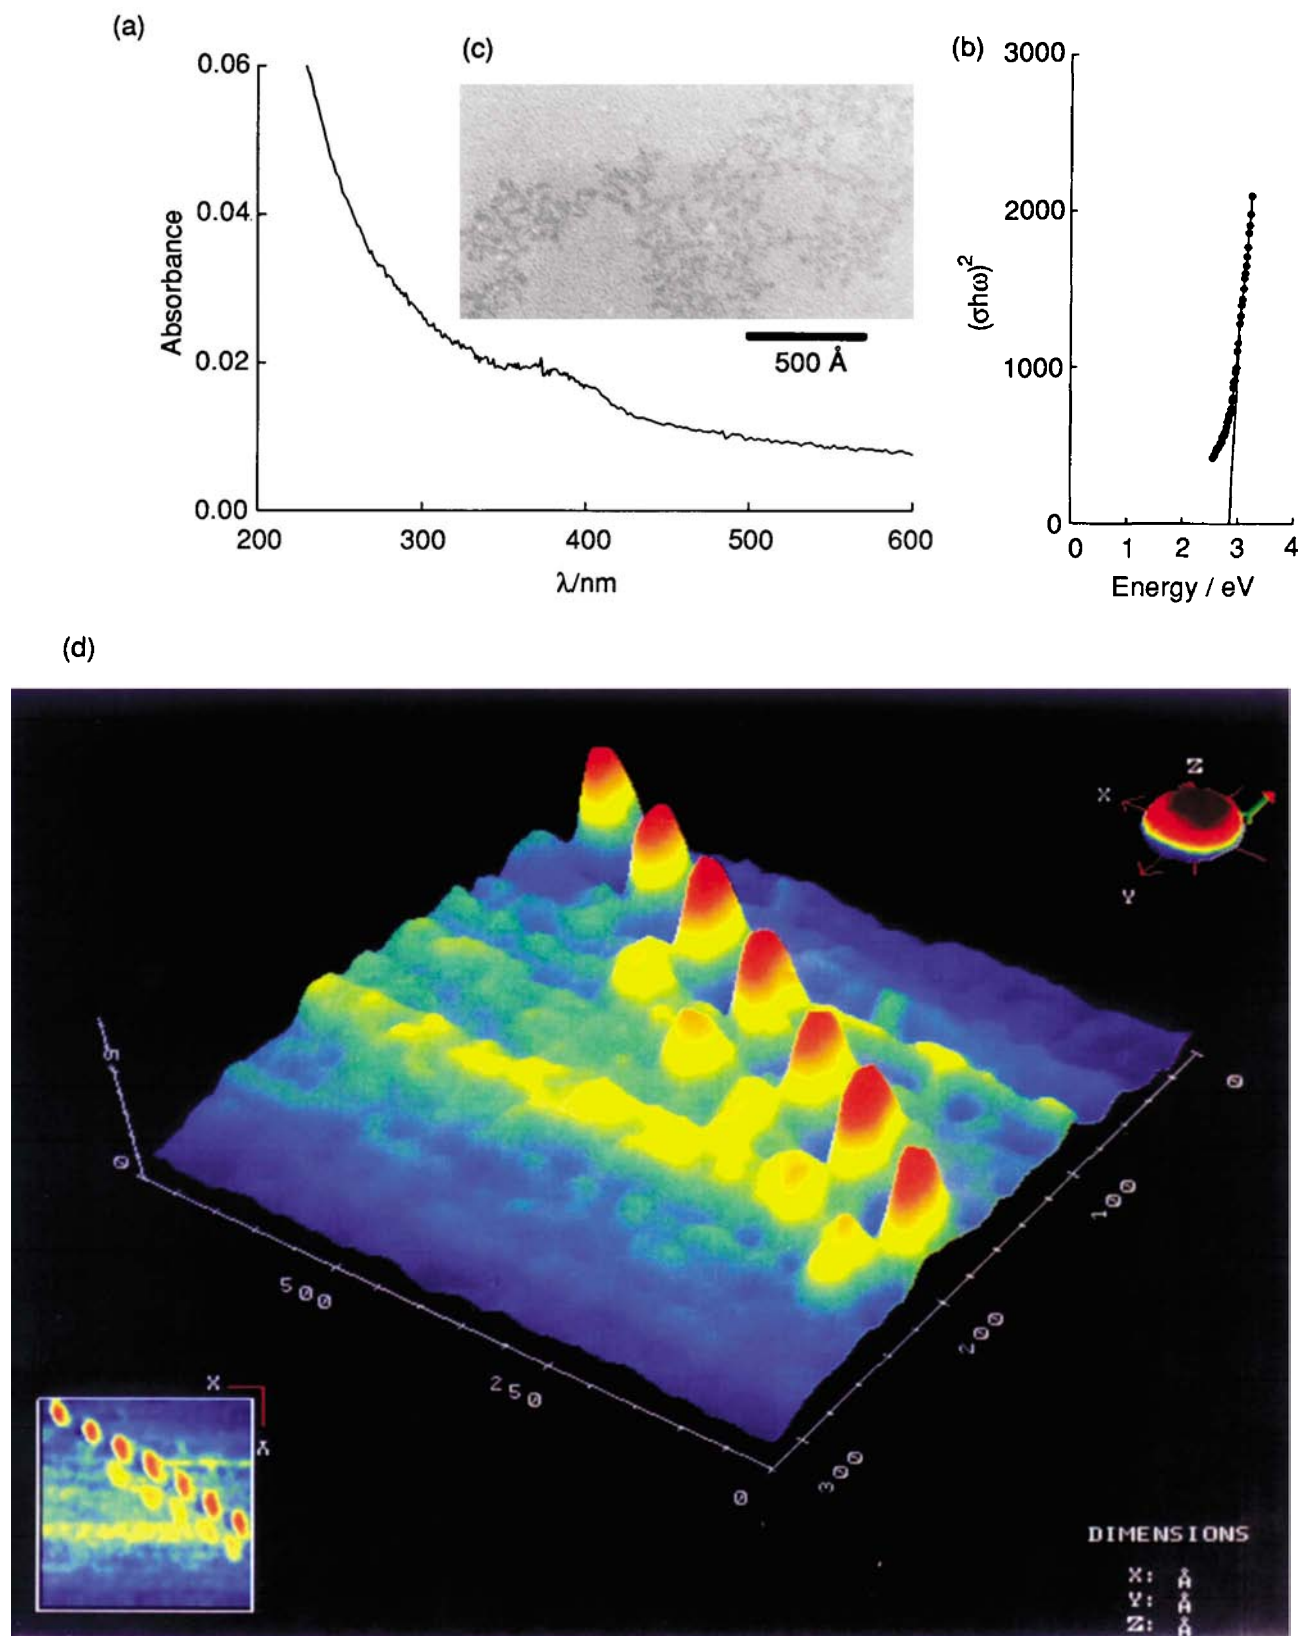 (a)
(c)
(b)
0.06
0.04
0.02
0.00
Absorbance
200
300
400
500
600
λ/nm
500 Å
3000
2000
1000
0
(σhω)²
0
1
2
3
4
Energy / eV
(d)
Z
X
Y
5
0
500
250
0
0
100
200
300
X
DIMENSIONS
X: Å
Y: Å
Z: Å